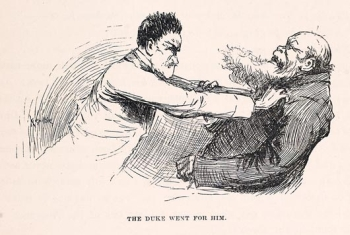 THE DUKE WENT FOR HIM.